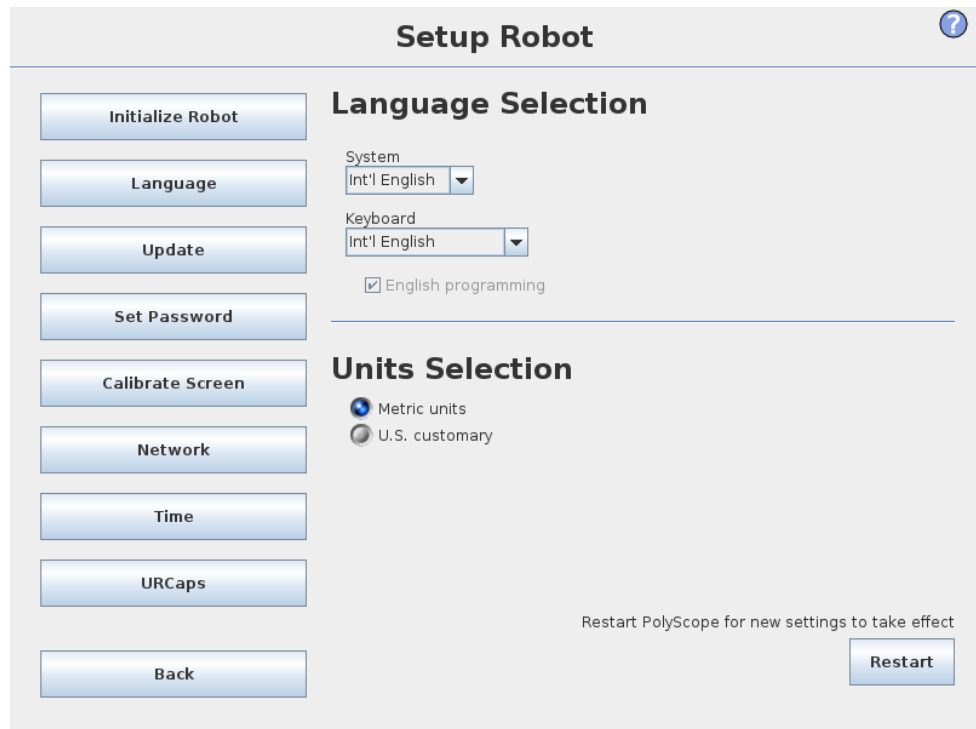 Setup Robot
?
Initialize Robot
Language
Update
Set Password
Calibrate Screen
Network
Time
URCaps
Back
Language Selection
System
Int'l English
Keyboard
Int'l English
English programming
Units Selection
Metric units
U.S. customary
Restart PolyScope for new settings to take effect
Restart